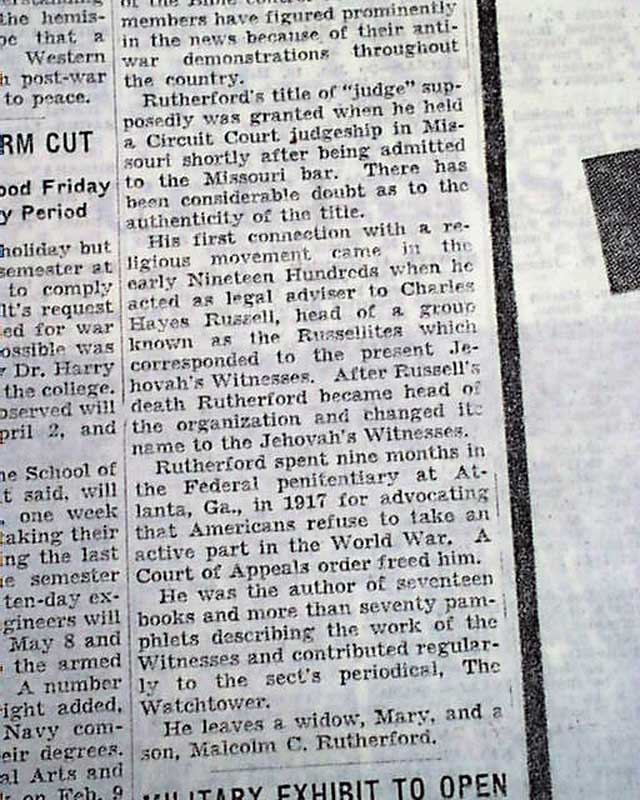 the hemis-
that a
Western
post-war
to peace.
RM CUT
ood Friday
y Period
holiday but
semester at
to comply
lt's request
ed for war
ossible was
Dr. Harry
the college.
bserved will
pril 2, and
he School of
t said, will
one week
taking their
ing the last
e semester
ten-day ex-
gineers will
May 8 and
the armed
A number
ight added,
Navy com-
eir degrees.
al Arts and
on Feb. 9
of the Bible
members have figured prominently
in the news because of their anti-
war demonstrations throughout
the country.
Rutherford's title of "judge" sup-
posedly was granted when he held
a Circuit Court judgeship in Mis-
souri shortly after being admitted
to the Missouri bar. There has
been considerable doubt as to the
authenticity of the title.
His first connection with a re-
ligious movement came in the
early Nineteen Hundreds when he
acted as legal adviser to Charles
Hayes Russell, head of a group
known as the Russellites which
corresponded to the present Je-
hovah's Witnesses. After Russell's
death Rutherford became head of
the organization and changed its
name to the Jehovah's Witnesses.
Rutherford spent nine months in
the Federal penitentiary at At-
lanta, Ga., in 1917 for advocating
that Americans refuse to take an
active part in the World War. A
Court of Appeals order freed him.
He was the author of seventeen
books and more than seventy pam-
phlets describing the work of the
Witnesses and contributed regular-
ly to the sect's periodical, The
Watchtower.
He leaves a widow, Mary, and a
son, Malcolm C. Rutherford.
MILITARY EXHIBIT TO OPEN